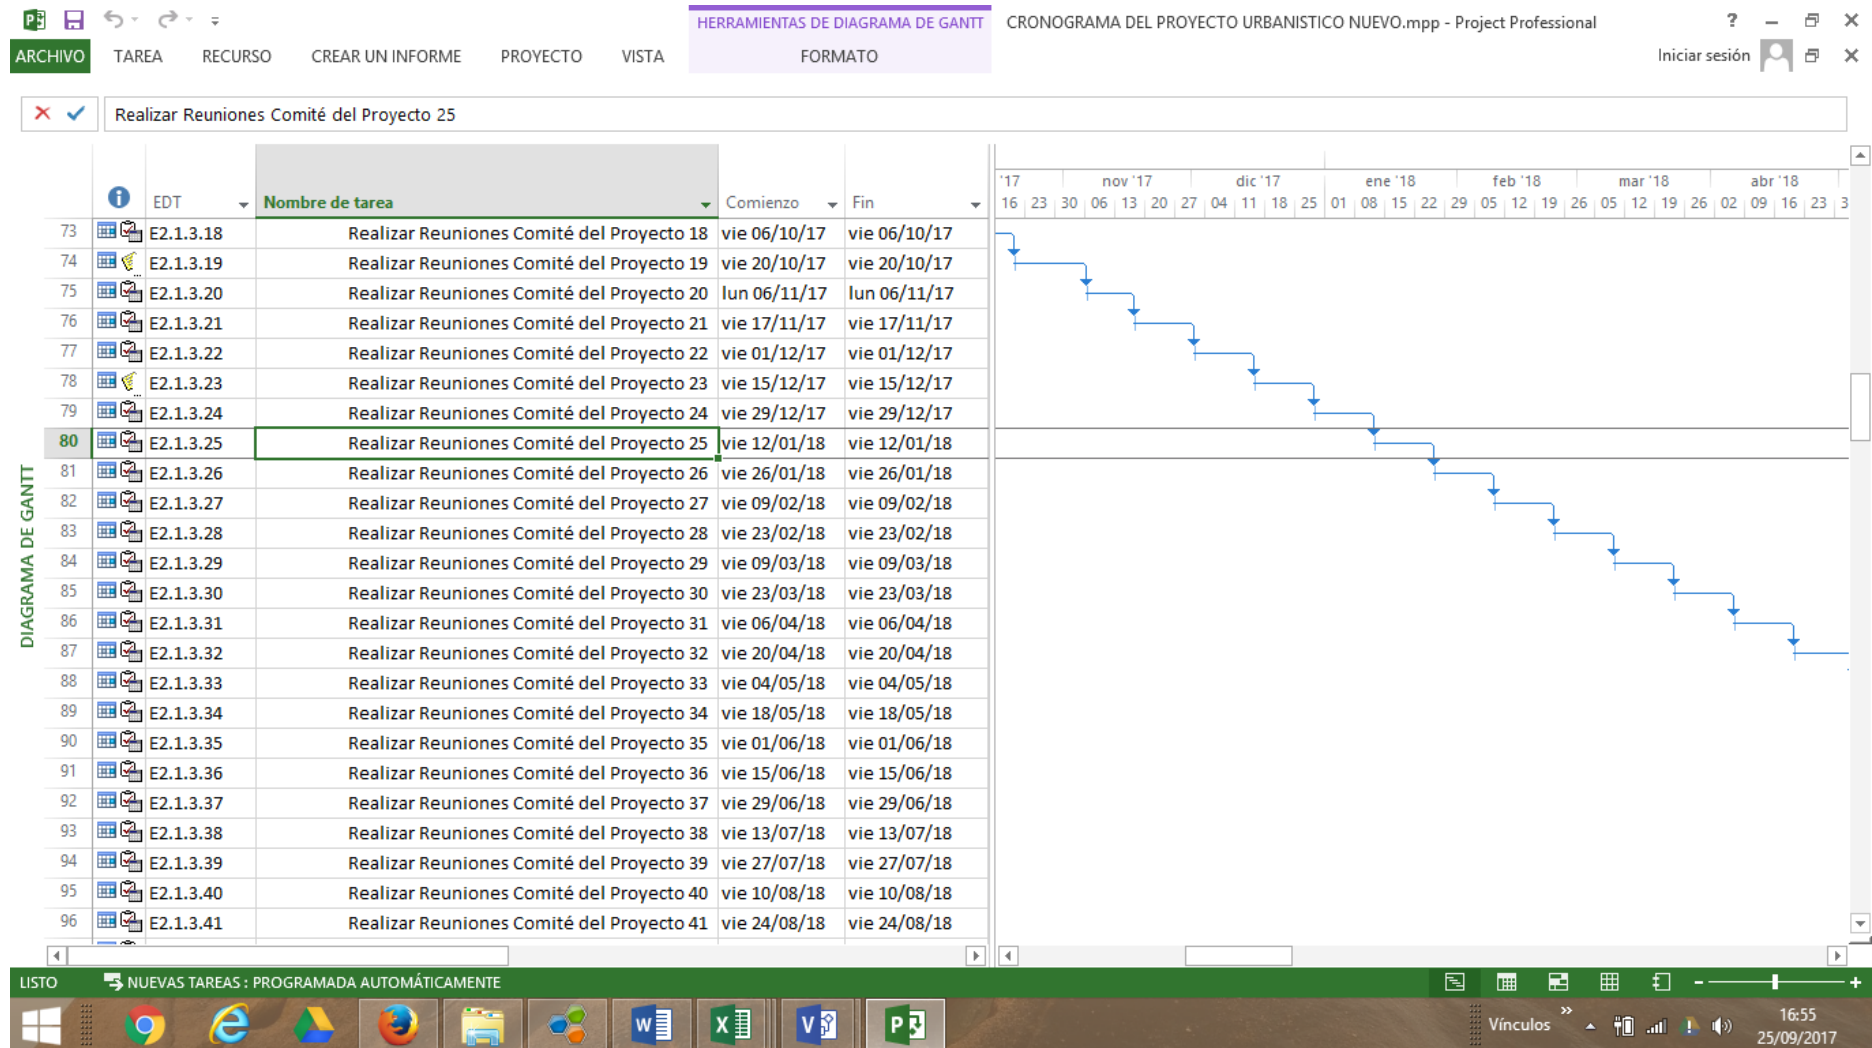 HERRAMIENTAS DE DIAGRAMA DE GANTT CRONOGRAMA DEL PROYECTO URBANISTICO NUEVO.mpp - Project Professional ?
ARCHIVO TAREA RECURSO CREAR UN INFORME PROYECTO VISTA FORMATO Iniciar sesión
Realizar Reuniones Comité del Proyecto 25
'17 nov '17 dic '17 ene '18 feb '18 mar '18 abr '18
EDT Nombre de tarea Comienzo Fin 16 23 30 06 13 20 27 04 11 18 25 01 08 15 22 29 05 12 19 26 05 12 19 26 02 09 16 23 3
73 E2.1.3.18 Realizar Reuniones Comité del Proyecto 18 vie 06/10/17 vie 06/10/17
74 E2.1.3.19 Realizar Reuniones Comité del Proyecto 19 vie 20/10/17 vie 20/10/17
75 E2.1.3.20 Realizar Reuniones Comité del Proyecto 20 lun 06/11/17 lun 06/11/17
76 E2.1.3.21 Realizar Reuniones Comité del Proyecto 21 vie 17/11/17 vie 17/11/17
77 E2.1.3.22 Realizar Reuniones Comité del Proyecto 22 vie 01/12/17 vie 01/12/17
78 E2.1.3.23 Realizar Reuniones Comité del Proyecto 23 vie 15/12/17 vie 15/12/17
79 E2.1.3.24 Realizar Reuniones Comité del Proyecto 24 vie 29/12/17 vie 29/12/17
80 E2.1.3.25 Realizar Reuniones Comité del Proyecto 25 vie 12/01/18 vie 12/01/18
81 E2.1.3.26 Realizar Reuniones Comité del Proyecto 26 vie 26/01/18 vie 26/01/18
82 E2.1.3.27 Realizar Reuniones Comité del Proyecto 27 vie 09/02/18 vie 09/02/18
83 E2.1.3.28 Realizar Reuniones Comité del Proyecto 28 vie 23/02/18 vie 23/02/18
84 E2.1.3.29 Realizar Reuniones Comité del Proyecto 29 vie 09/03/18 vie 09/03/18
85 E2.1.3.30 Realizar Reuniones Comité del Proyecto 30 vie 23/03/18 vie 23/03/18
86 E2.1.3.31 Realizar Reuniones Comité del Proyecto 31 vie 06/04/18 vie 06/04/18
87 E2.1.3.32 Realizar Reuniones Comité del Proyecto 32 vie 20/04/18 vie 20/04/18
88 E2.1.3.33 Realizar Reuniones Comité del Proyecto 33 vie 04/05/18 vie 04/05/18
89 E2.1.3.34 Realizar Reuniones Comité del Proyecto 34 vie 18/05/18 vie 18/05/18
90 E2.1.3.35 Realizar Reuniones Comité del Proyecto 35 vie 01/06/18 vie 01/06/18
91 E2.1.3.36 Realizar Reuniones Comité del Proyecto 36 vie 15/06/18 vie 15/06/18
92 E2.1.3.37 Realizar Reuniones Comité del Proyecto 37 vie 29/06/18 vie 29/06/18
93 E2.1.3.38 Realizar Reuniones Comité del Proyecto 38 vie 13/07/18 vie 13/07/18
94 E2.1.3.39 Realizar Reuniones Comité del Proyecto 39 vie 27/07/18 vie 27/07/18
95 E2.1.3.40 Realizar Reuniones Comité del Proyecto 40 vie 10/08/18 vie 10/08/18
96 E2.1.3.41 Realizar Reuniones Comité del Proyecto 41 vie 24/08/18 vie 24/08/18
DIAGRAMA DE GANTT
LISTO NUEVAS TAREAS : PROGRAMADA AUTOMÁTICAMENTE
Vínculos 16:55
25/09/2017